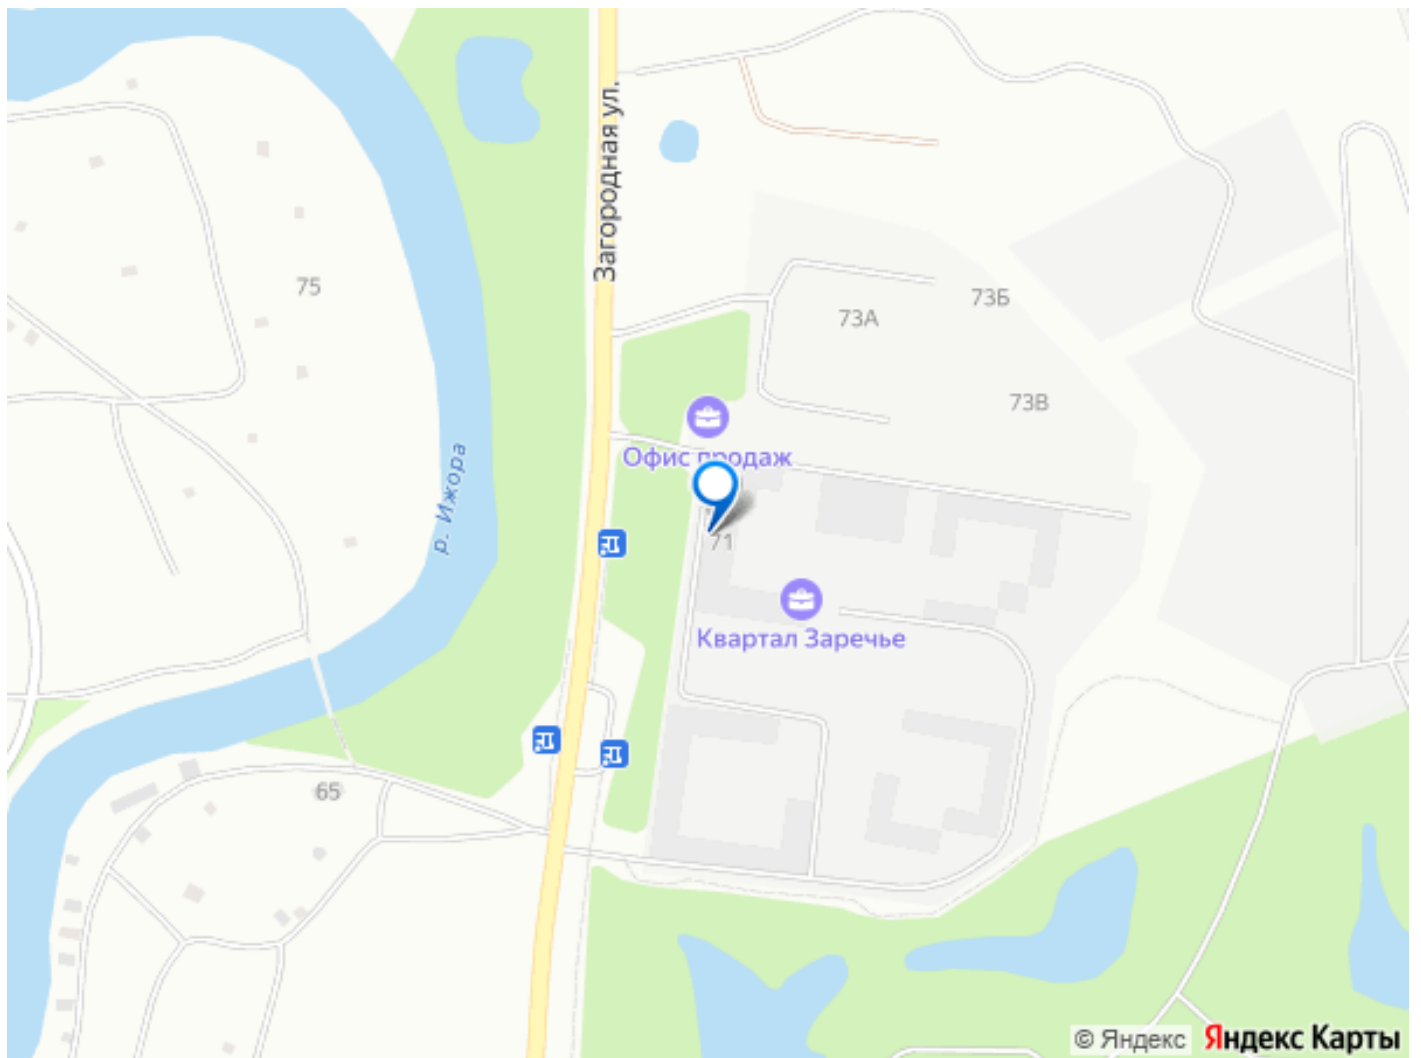 Загородная ул.
75
73Б
73А
73В
Офис продаж
р. Ижора
71
Квартал Заречье
65
© Яндекс Яндекс Карты